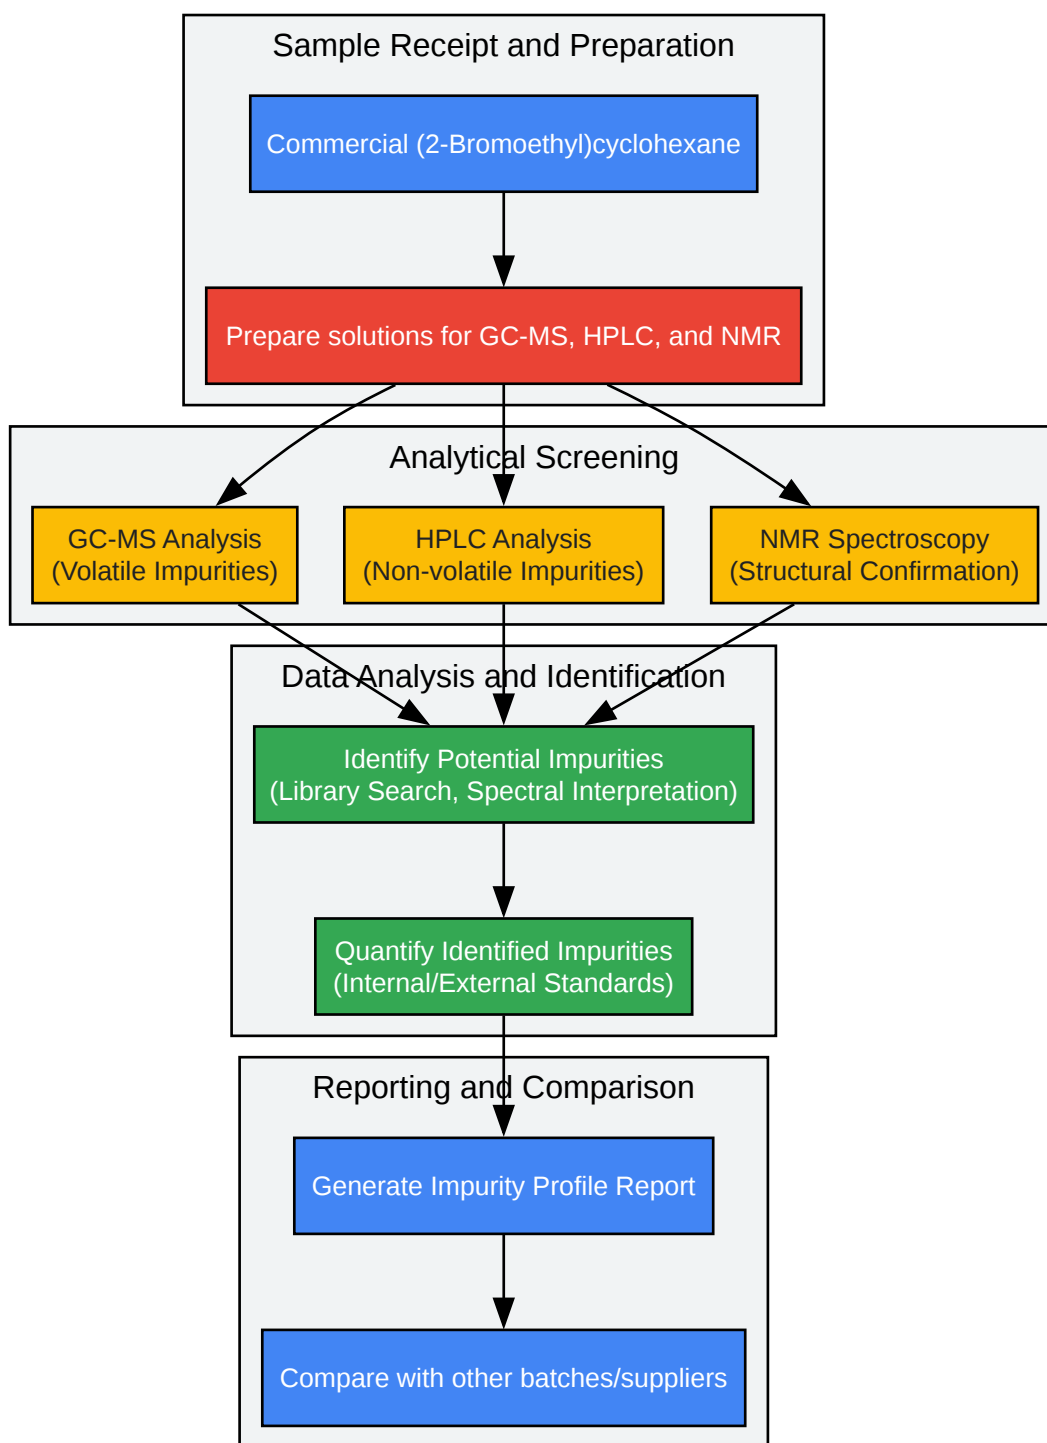 Sample Receipt and Preparation
Commercial (2-Bromoethyl)cyclohexane
Prepare solutions for GC-MS, HPLC, and NMR
Analytical Screening
GC-MS Analysis
(Volatile Impurities)
HPLC Analysis
(Non-volatile Impurities)
NMR Spectroscopy
(Structural Confirmation)
Data Analysis and Identification
Identify Potential Impurities
(Library Search, Spectral Interpretation)
Quantify Identified Impurities
(Internal/External Standards)
Reporting and Comparison
Generate Impurity Profile Report
Compare with other batches/suppliers